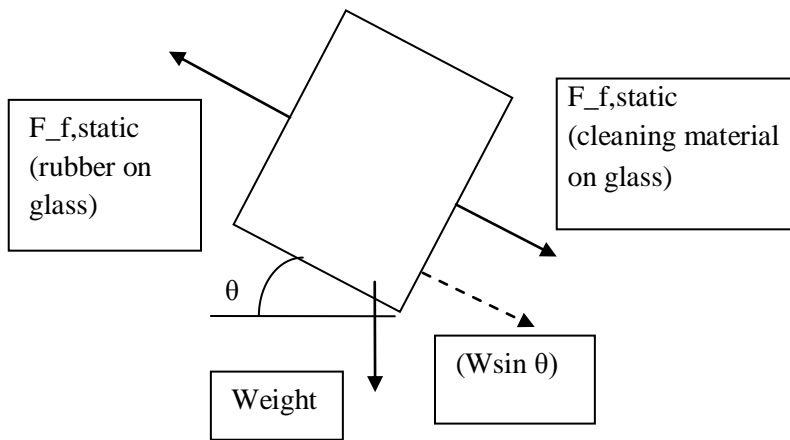 F_f,static
(rubber on
glass)
F_f,static
(cleaning material
on glass)
θ
(Wsin θ)
Weight